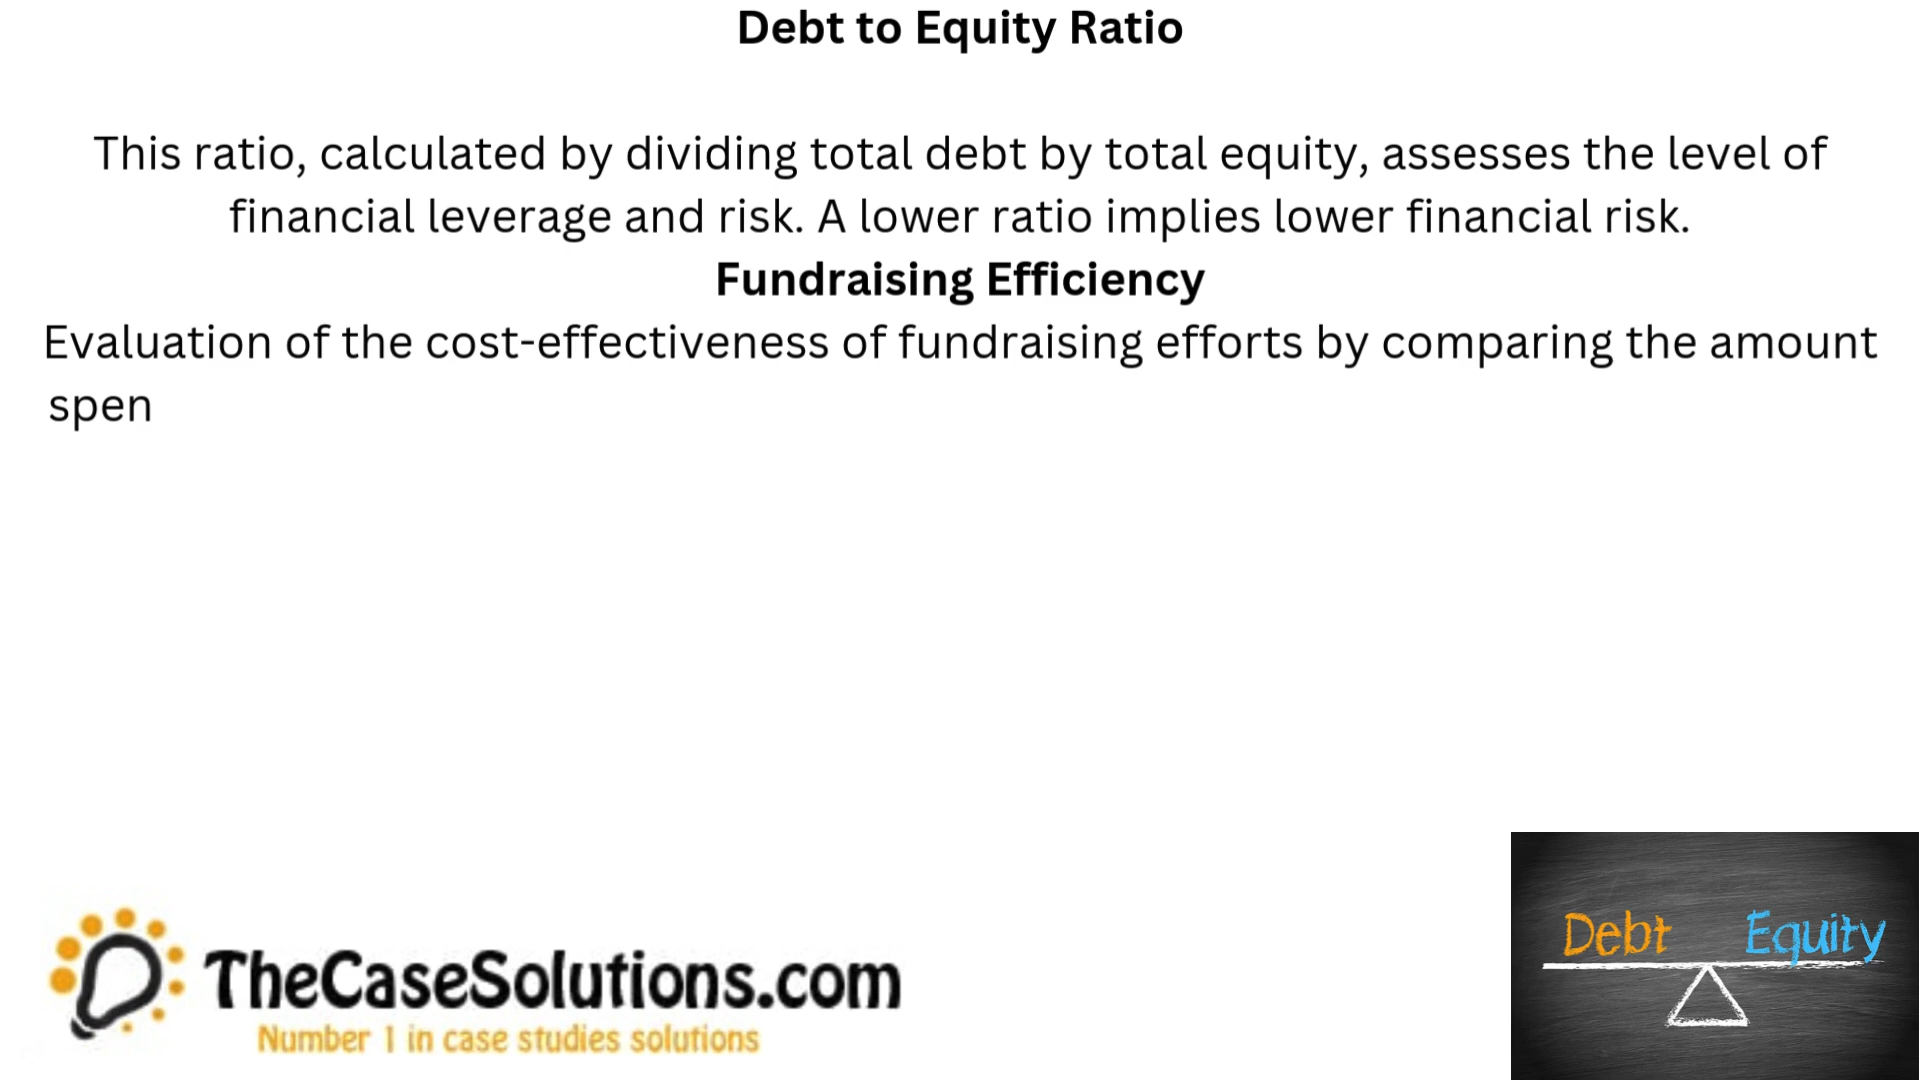 Debt to Equity Ratio
This ratio, calculated by dividing total debt by total equity, assesses the level of
financial leverage and risk. A lower ratio implies lower financial risk.
Fundraising Efficiency
Evaluation of the cost-effectiveness of fundraising efforts by comparing the amount
spen
TheCaseSolutions.com
Number 1 in case studies solutions
Debt Equity